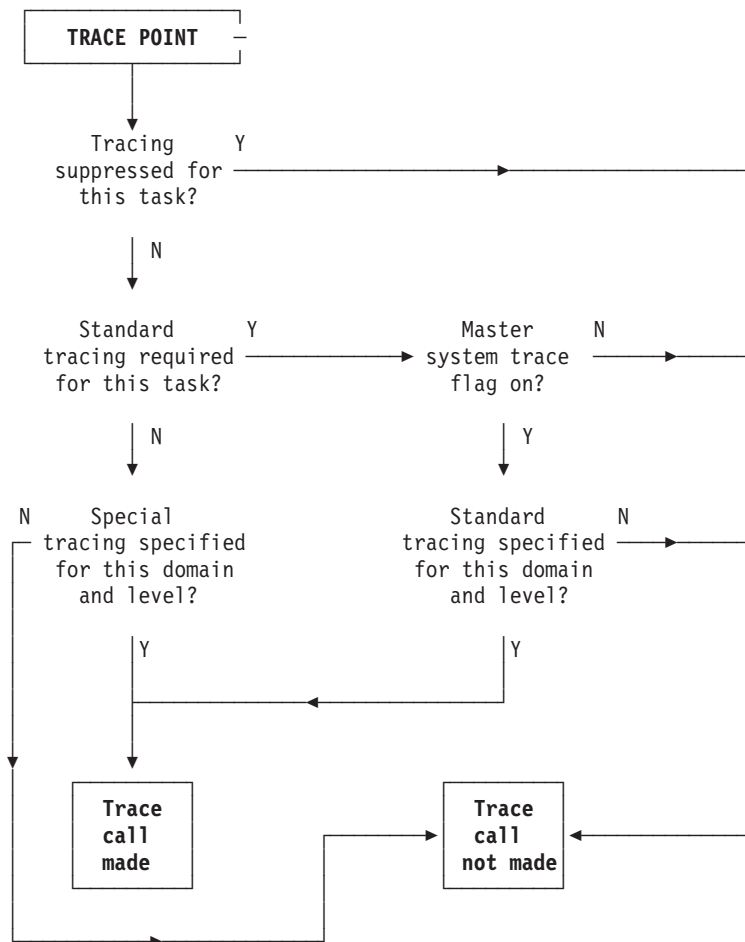 TRACE POINT
Tracing Y
suppressed for
this task?
N
Standard Y Master N
tracing required system trace
for this task? flag on?
N Y
N Special Standard N
tracing specified tracing specified
for this domain for this domain
and level? and level?
Y Y
Trace Trace
call call
made not made